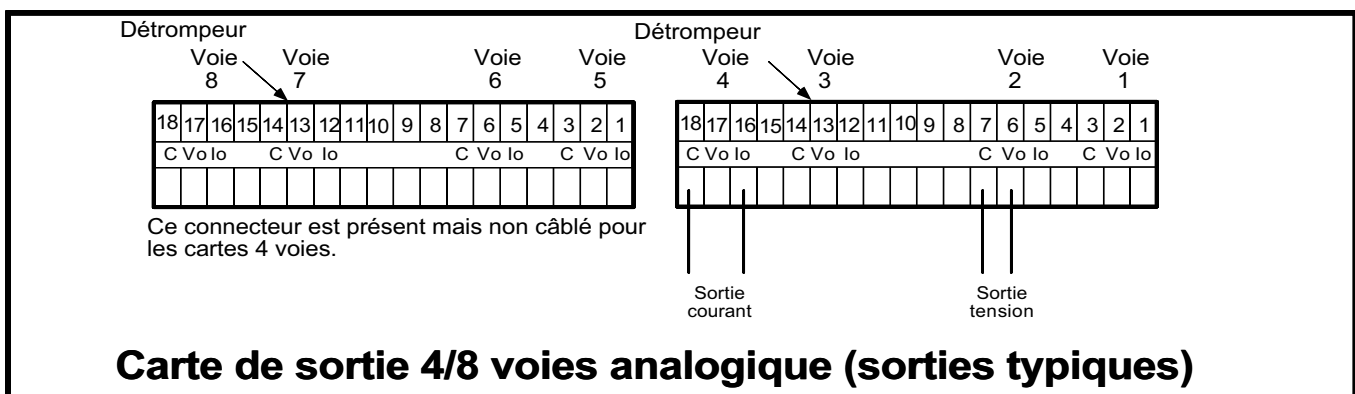 Détrompeur Détrompeur
Voie Voie Voie Voie Voie Voie Voie Voie
8 7 6 5 4 3 2 1
18 17 16 15 14 13 12 11 10 9 8 7 6 5 4 3 2 1 18 17 16 15 14 13 12 11 10 9 8 7 6 5 4 3 2 1
C Vo Io C Vo Io C Vo Io C Vo Io C Vo Io C Vo Io C Vo Io C Vo Io
Ce connecteur est présent mais non câblé pour
les cartes 4 voies.
Sortie Sortie
courant tension
Carte de sortie 4/8 voies analogique (sorties typiques)